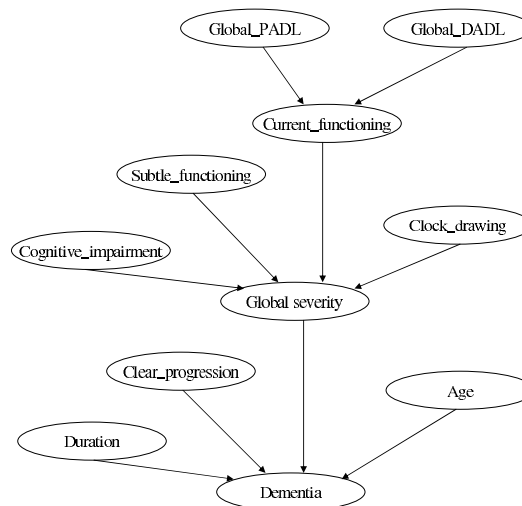 Global_PADL
Global_DADL
Current_functioning
Subtle_functioning
Clock_drawing
Cognitive_impairment
Global severity
Clear_progression
Age
Duration
Dementia